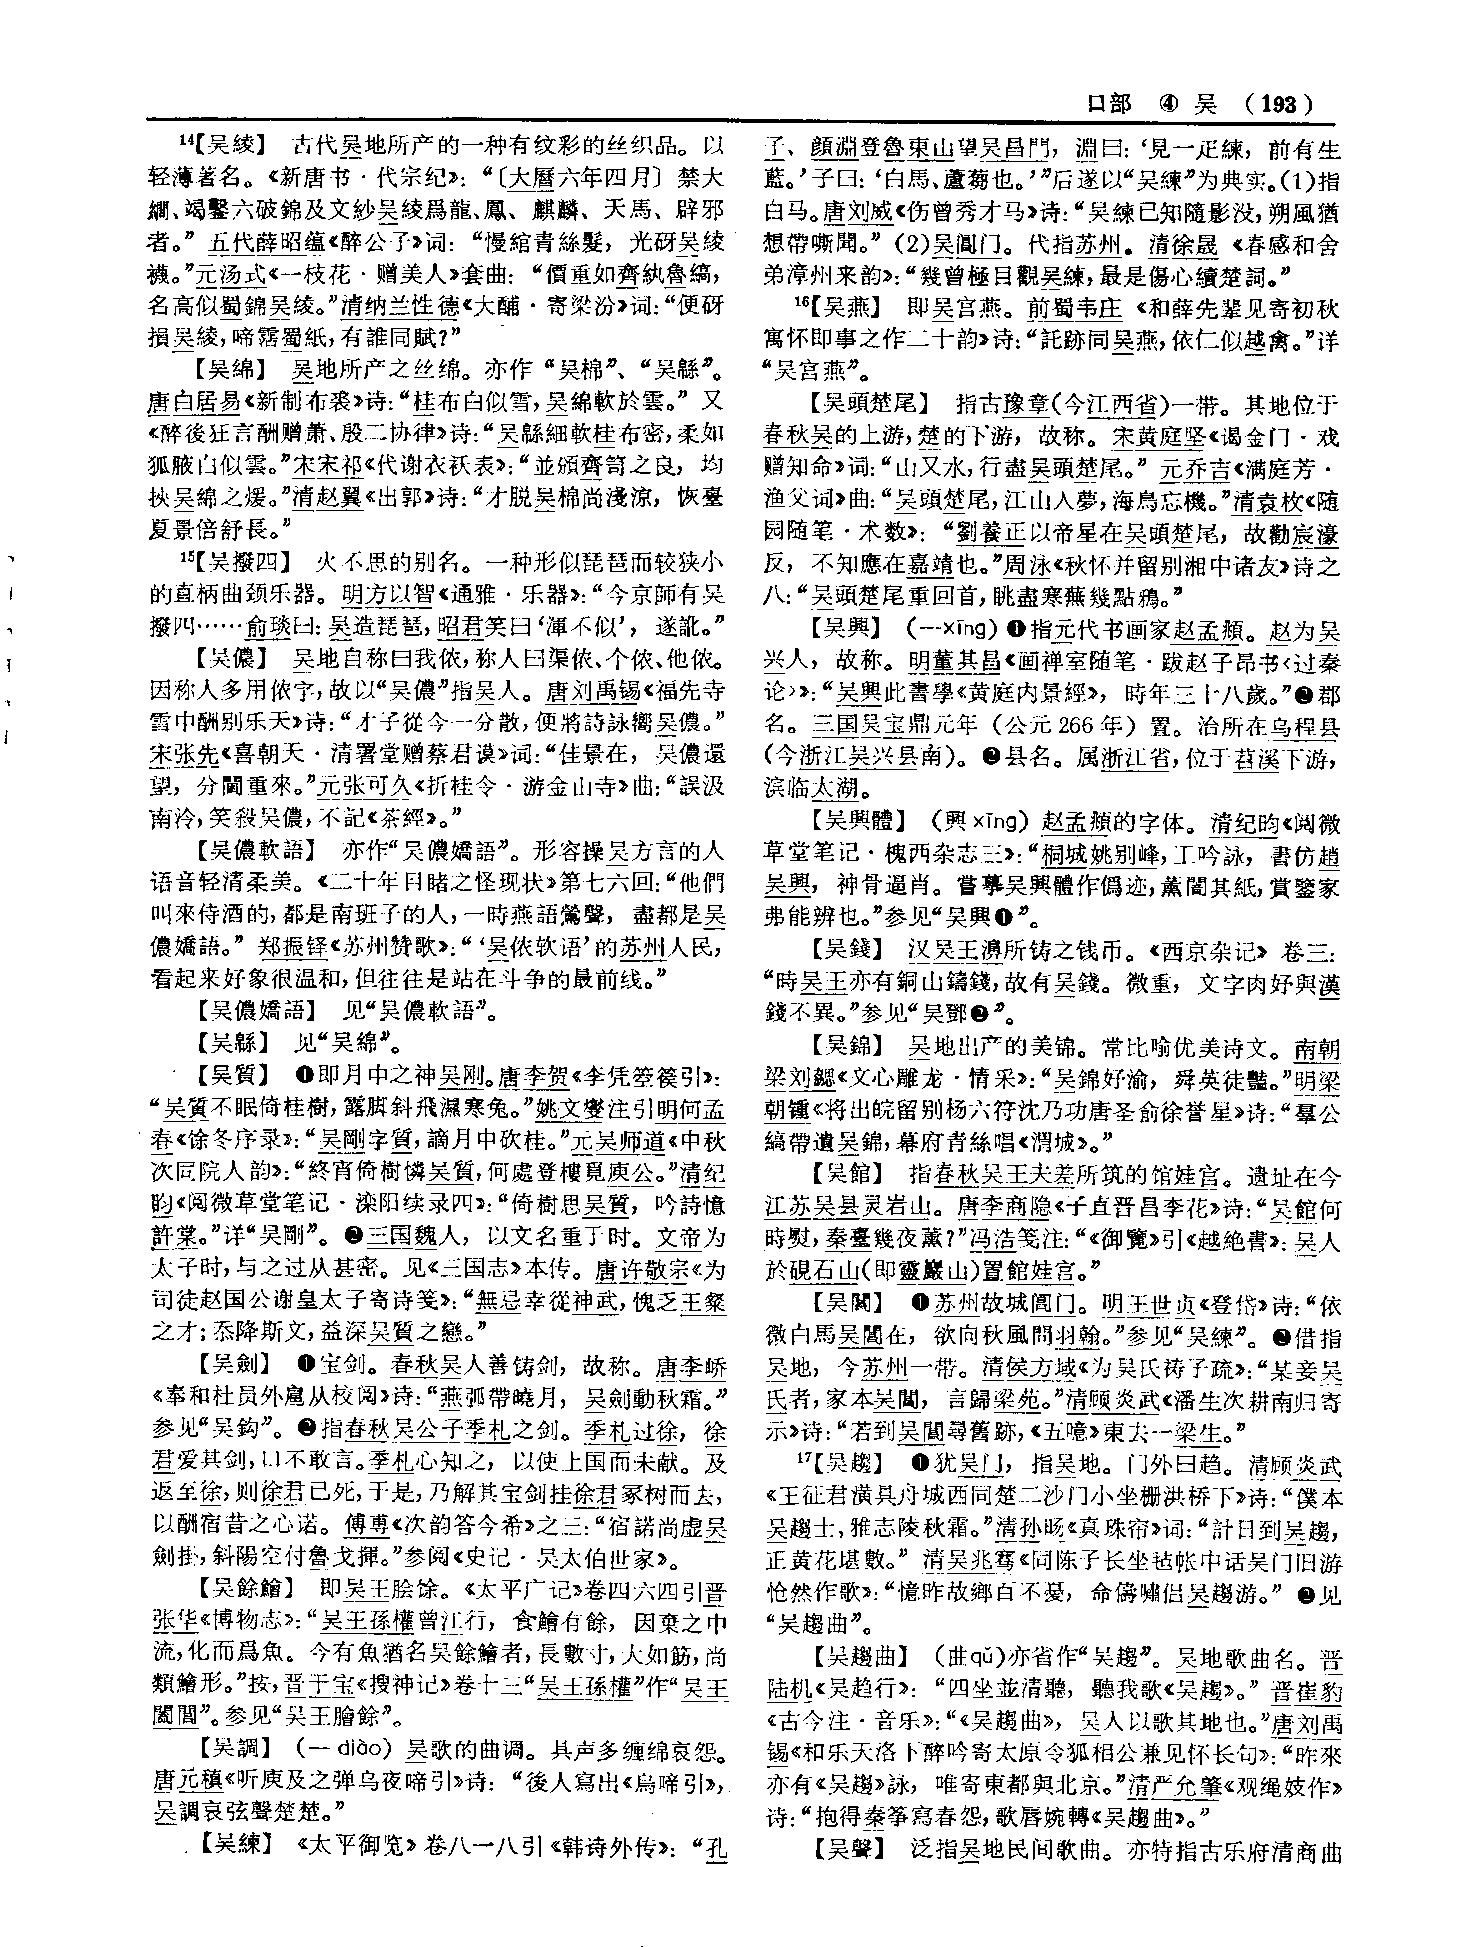 口部 ④ 吴 (193)
14【吴綾】 古代吴地所产的一种有纹彩的丝织品。以
轻薄著名。《新唐书·代宗纪》：“〔大曆六年四月〕禁大
繝、竭鑿六破錦及文紗吴綾爲龍、鳳、麒麟、天馬、辟邪
者。” 五代薛昭蕴《醉公子》词：“慢綰青絲髮，光砑吴綾
襪。”元汤式《一枝花·赠美人》套曲：“價重如齊紈魯縞，
名高似蜀錦吴綾。”清纳兰性德《大酺·寄梁汾》词：“便砑
損吴綾，啼霑蜀紙，有誰同賦？”
【吴綿】 吴地所产之丝绵。亦作“吴棉”、“吴緜”。
唐白居易《新制布裘》诗：“桂布白似雪，吴綿軟於雲。” 又
《醉後狂言酬赠萧、殷二协律》诗：“吴緜細軟桂布密，柔如
狐腋白似雲。”宋宋祁《代谢衣袄表》：“並頒齊笥之良，均
挾吴綿之煖。”清赵翼《出郭》诗：“才脱吴棉尚淺涼，恢臺
夏景倍舒長。”
15【吴撥四】 火不思的别名。一种形似琵琶而较狭小
的直柄曲颈乐器。明方以智《通雅·乐器》：“今京師有吴
撥四……俞琰曰：吴造琵琶，昭君笑曰‘渾不似’，遂訛。”
【吴儂】 吴地自称曰我侬，称人曰渠侬、个侬、他侬。
因称人多用侬字，故以“吴儂”指吴人。唐刘禹锡《福先寺
雪中酬别乐天》诗：“才子從今一分散，便將詩詠嚮吴儂。”
宋张先《喜朝天·清署堂赠蔡君谟》词：“佳景在，吴儂還
望，分閫重來。”元张可久《折桂令·游金山寺》曲：“誤汲
南泠，笑殺吴儂，不記《茶經》。”
【吴儂軟語】 亦作“吴儂嬌語”。形容操吴方言的人
语音轻清柔美。《二十年目睹之怪现状》第七六回：“他們
叫來侍酒的，都是南班子的人，一時燕語鶯聲，盡都是吴
儂嬌語。” 郑振铎《苏州赞歌》：“‘吴侬软语’的苏州人民，
看起来好象很温和，但往往是站在斗争的最前线。”
【吴儂嬌語】 见“吴儂軟語”。
【吴緜】 见“吴綿”。
【吴質】 ❶即月中之神吴刚。唐李贺《李凭箜篌引》：
“吴質不眠倚桂樹，露脚斜飛濕寒兔。”姚文燮注引明何孟
春《馀冬序录》：“吴剛字質，謫月中砍桂。”元吴师道《中秋
次同院人韵》：“終宵倚樹憐吴質，何處登樓覓庾公。”清纪
昀《阅微草堂笔记·滦阳续录四》：“倚樹思吴質，吟詩憶
許棠。”详“吴剛”。❷三国魏人，以文名重于时。文帝为
太子时，与之过从甚密。见《三国志》本传。唐许敬宗《为
司徒赵国公谢皇太子寄诗笺》：“無忌幸從神武，愧乏王粲
之才；忝降斯文，益深吴質之戀。”
【吴劍】 ❶宝剑。春秋吴人善铸剑，故称。唐李峤
《奉和杜员外扈从校阅》诗：“燕弧帶曉月，吴劍動秋霜。”
参见“吴鈎”。❷指春秋吴公子季札之剑。季札过徐，徐
君爱其剑，口不敢言。季札心知之，以使上国而未献。及
返至徐，则徐君已死，于是，乃解其宝剑挂徐君冢树而去，
以酬宿昔之心诺。傅尃《次韵答今希》之三：“宿諾尚虚吴
劍掛，斜陽空付魯戈揮。”参阅《史记·吴太伯世家》。
【吴餘鱠】 即吴王脍馀。《太平广记》卷四六四引晋
张华《博物志》：“吴王孫權曾江行，食鱠有餘，因棄之中
流，化而爲魚。今有魚猶名吴餘鱠者，長數寸，大如筯，尚
類鱠形。”按，晋干宝《搜神记》卷十三“吴王孫權”作“吴王
闔閭”。参见“吴王膾餘”。
【吴調】 （一 diào）吴歌的曲调。其声多缠绵哀怨。
唐元稹《听庾及之弹乌夜啼引》诗：“後人寫出《烏啼引》，
吴調哀弦聲楚楚。”
【吴練】 《太平御览》卷八一八引《韩诗外传》：“孔
子、顔淵登魯東山望吴昌門，淵曰：‘見一疋練，前有生
藍。’子曰：‘白馬、蘆蒭也。’”后遂以“吴練”为典实。(1)指
白马。唐刘威《伤曾秀才马》诗：“吴練已知隨影没，朔風猶
想帶嘶聞。” (2)吴閶门。代指苏州。清徐晟《春感和舍
弟漳州来韵》：“幾曾極目觀吴練，最是傷心續楚詞。”
16【吴燕】 即吴宫燕。前蜀韦庄《和薛先辈见寄初秋
寓怀即事之作二十韵》诗：“託跡同吴燕，依仁似越禽。”详
“吴宫燕”。
【吴頭楚尾】 指古豫章(今江西省)一带。其地位于
春秋吴的上游，楚的下游，故称。宋黄庭坚《谒金门·戏
赠知命》词：“山又水，行盡吴頭楚尾。” 元乔吉《满庭芳·
渔父词》曲：“吴頭楚尾，江山入夢，海鳥忘機。”清袁枚《随
园随笔·术数》：“劉養正以帝星在吴頭楚尾，故勸宸濠
反，不知應在嘉靖也。”周泳《秋怀并留别湘中诸友》诗之
八：“吴頭楚尾重回首，眺盡寒蕪幾點鴉。”
【吴興】 （一xīng）❶指元代书画家赵孟頫。赵为吴
兴人，故称。明董其昌《画禅室随笔·跋赵子昂书〈过秦
论〉》：“吴興此書學《黄庭内景經》，時年三十八歲。”❷郡
名。三国吴宝鼎元年（公元266年）置。治所在乌程县
(今浙江吴兴县南)。❷县名。属浙江省，位于苕溪下游，
滨临太湖。
【吴興體】 （興 xīng）赵孟頫的字体。清纪昀《阅微
草堂笔记·槐西杂志三》：“桐城姚别峰，工吟詠，書仿趙
吴興，神骨逼肖。嘗摹吴興體作僞迹，薰闇其紙，賞鑒家
弗能辨也。”参见“吴興❶”。
【吴錢】 汉吴王濞所铸之钱币。《西京杂记》卷三：
“時吴王亦有銅山鑄錢，故有吴錢。微重，文字肉好與漢
錢不異。”参见“吴鄧❷”。
【吴錦】 吴地出产的美锦。常比喻优美诗文。南朝
梁刘勰《文心雕龙·情采》：“吴錦好渝，舜英徒豔。”明梁
朝锺《将出皖留别杨六符沈乃功唐圣俞徐誉星》诗：“羣公
縞帶遺吴錦，幕府青絲唱《渭城》。”
【吴館】 指春秋吴王夫差所筑的馆娃宫。遗址在今
江苏吴县灵岩山。唐李商隐《子直晋昌李花》诗：“吴館何
時熨，秦臺幾夜薰？”冯浩笺注：“《御覽》引《越絶書》：吴人
於硯石山(即靈巖山)置館娃宫。”
【吴閶】 ❶苏州故城阊门。明王世贞《登岱》诗：“依
微白馬吴閶在，欲向秋風問羽翰。”参见“吴練”。❷借指
吴地，今苏州一带。清侯方域《为吴氏祷子疏》：“某妾吴
氏者，家本吴閶，言歸梁苑。”清顾炎武《潘生次耕南归寄
示》诗：“若到吴閶尋舊跡，《五噫》東去一梁生。”
17【吴趨】 ❶犹吴门，指吴地。门外曰趋。清顾炎武
《王征君潢具舟城西同楚二沙门小坐栅洪桥下》诗：“僕本
吴趨士，雅志陵秋霜。”清孙旸《真珠帘》词：“計日到吴趨，
正黄花堪數。” 清吴兆骞《同陈子长坐毡帐中话吴门旧游
怆然作歌》：“憶昨故鄉百不憂，命儔嘯侣吴趨游。” ❷见
“吴趨曲”。
【吴趨曲】 （曲qǔ)亦省作“吴趨”。吴地歌曲名。晋
陆机《吴趋行》：“四坐並清聽，聽我歌《吴趨》。” 晋崔豹
《古今注·音乐》：“《吴趨曲》，吴人以歌其地也。”唐刘禹
锡《和乐天洛下醉吟寄太原令狐相公兼见怀长句》：“昨來
亦有《吴趨》詠，唯寄東都與北京。”清严允肇《观绳妓作》
诗：“抱得秦筝寫春怨，歌唇婉轉《吴趨曲》。”
【吴聲】 泛指吴地民间歌曲。亦特指古乐府清商曲